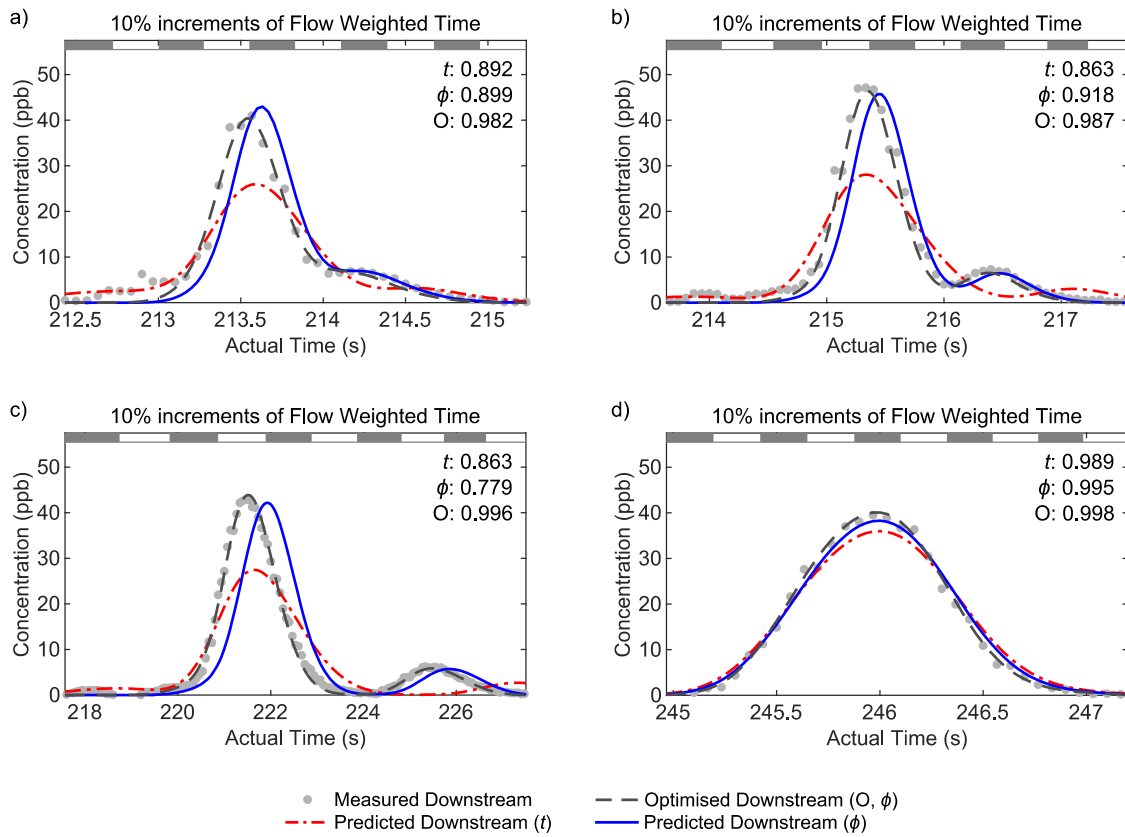 a)
10% increments of Flow Weighted Time
t: 0.892
ϕ: 0.899
O: 0.982
50
40
30
20
10
0
Concentration (ppb)
212.5 213 213.5 214 214.5 215
Actual Time (s)
b)
10% increments of Flow Weighted Time
t: 0.863
ϕ: 0.918
O: 0.987
50
40
30
20
10
0
Concentration (ppb)
214 215 216 217
Actual Time (s)
c)
10% increments of Flow Weighted Time
t: 0.863
ϕ: 0.779
O: 0.996
50
40
30
20
10
0
Concentration (ppb)
218 220 222 224 226
Actual Time (s)
d)
10% increments of Flow Weighted Time
t: 0.989
ϕ: 0.995
O: 0.998
50
40
30
20
10
0
Concentration (ppb)
245 245.5 246 246.5 247
Actual Time (s)
Measured Downstream
Optimised Downstream (O, ϕ)
Predicted Downstream (t)
Predicted Downstream (ϕ)